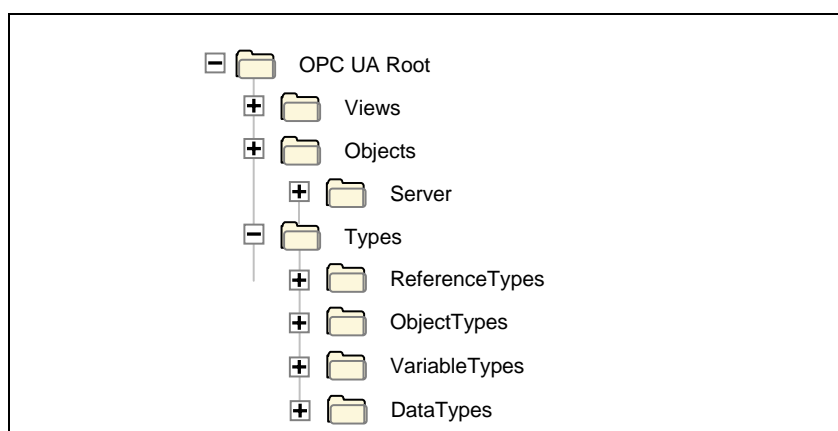 OPC UA Root
Views
Objects
Server
Types
ReferenceTypes
ObjectTypes
VariableTypes
DataTypes